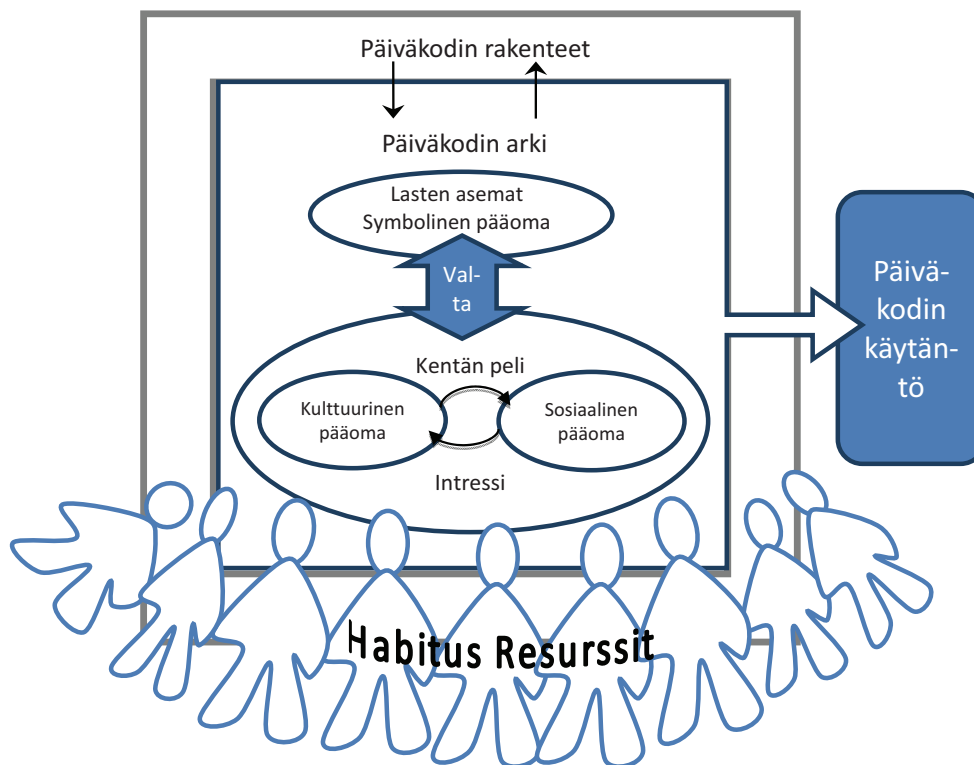 Päiväkodin rakenteet
Päiväkodin arki
Lasten asemat
Symbolinen pääoma
Val-
ta
Kentän peli
Kulttuurinen
pääoma
Sosiaalinen
pääoma
Intressi
Päivä-
kodin
käytän-
tö
Habitus Resurssit